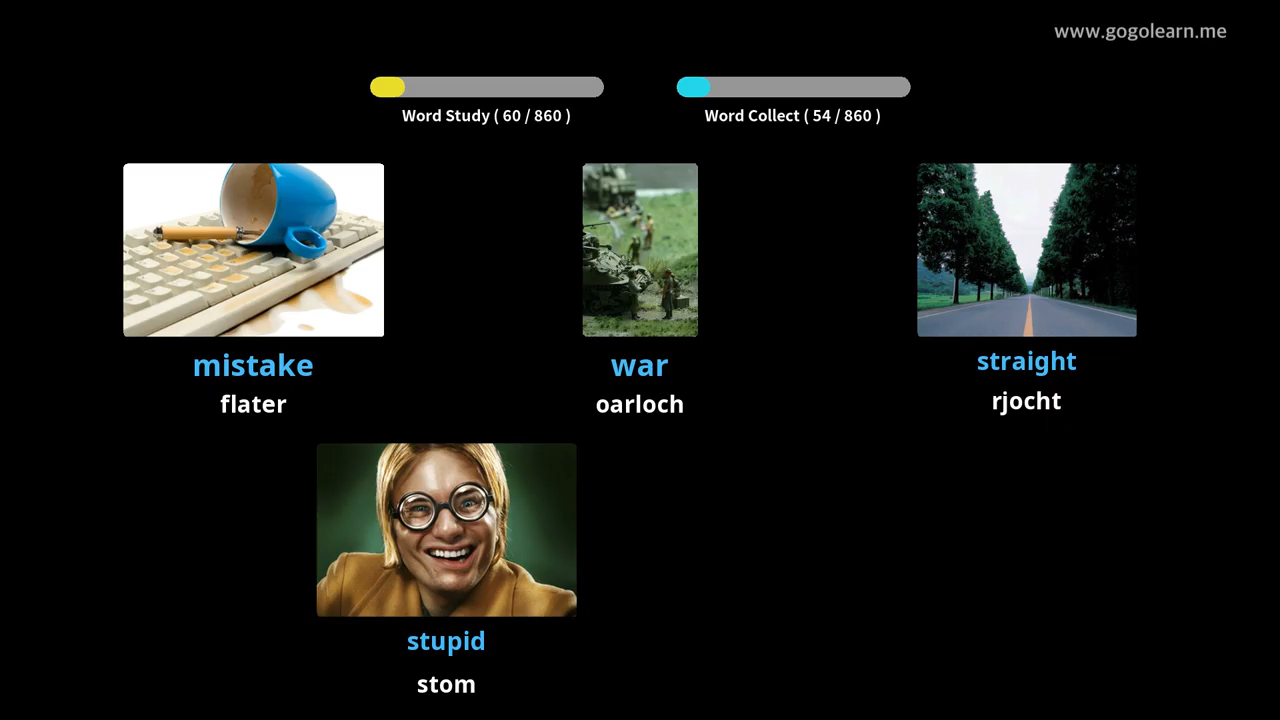 www.gogolearn.me
Word Study ( 60 / 860 )
Word Collect ( 54 / 860 )
mistake
flater
war
oarloch
straight
rjocht
stupid
stom